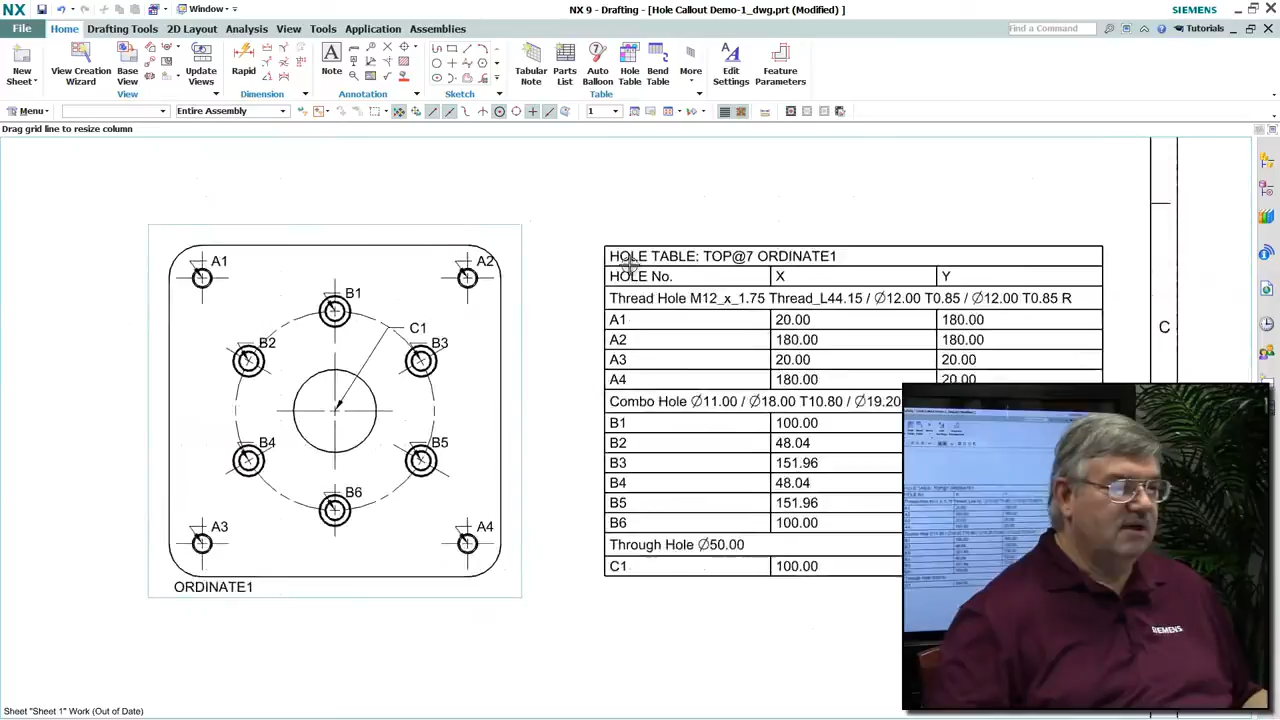 NX
Window
NX 9 - Drafting - [Hole Callout Demo-1_dwg.prt (Modified) ]
SIEMENS
File
Home
Drafting Tools
2D Layout
Analysis
View
Tools
Application
Assemblies
Find a Command
Tutorials
New Sheet
View Creation Wizard
Base View
Update Views
Rapid
Note
Tabular Note
Parts List
Auto Balloon
Hole Table
Bend Table
More
Edit Settings
Feature Parameters
View
Dimension
Annotation
Sketch
Table
Menu
Entire Assembly
1
Drag grid line to resize column
A1
A2
B1
C1
B2
B3
B4
B5
B6
A3
A4
ORDINATE1
HOLE TABLE: TOP@7 ORDINATE1
HOLE No. X Y
Thread Hole M12_x_1.75 Thread_L44.15 / Ø12.00 T0.85 / Ø12.00 T0.85 R
A1 20.00 180.00
A2 180.00 180.00
A3 20.00 20.00
A4 180.00 20.00
Combo Hole Ø11.00 / Ø18.00 T10.80 / Ø19.20
B1 100.00
B2 48.04
B3 151.96
B4 48.04
B5 151.96
B6 100.00
Through Hole Ø50.00
C1 100.00
C
SIEMENS
Sheet "Sheet 1" Work (Out of Date)